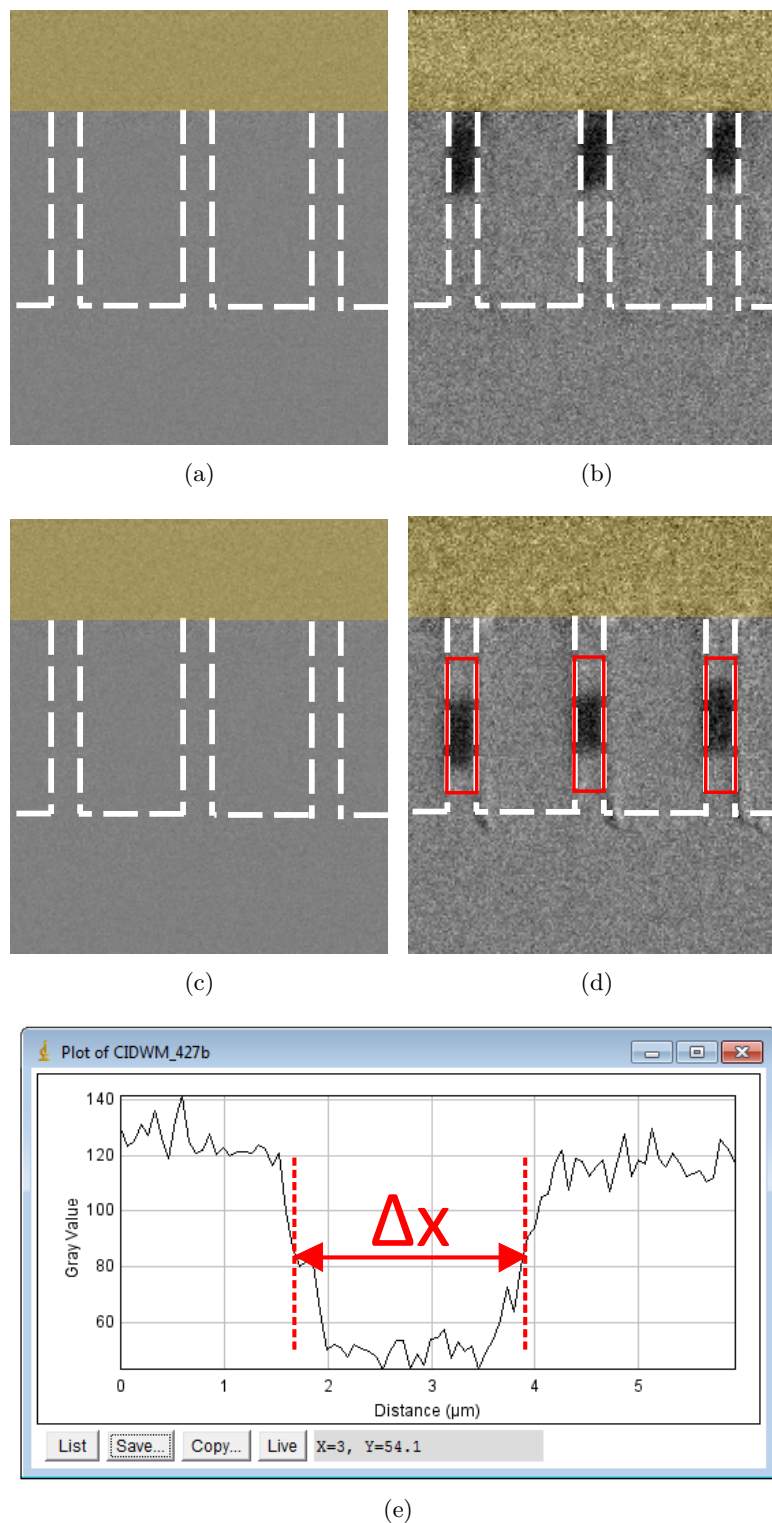 (a)
(b)
(c)
(d)
Plot of CIDWM_427b
140
120
100
80
60
Gray Value
Δx
0 1 2 3 4 5
Distance (µm)
List Save... Copy... Live X=3, Y=54.1
(e)